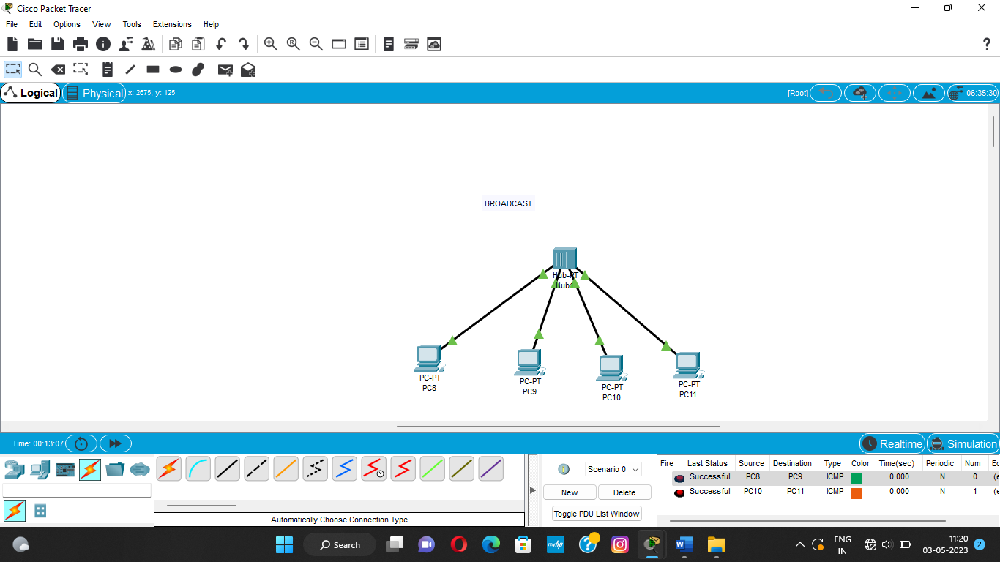 Cisco Packet Tracer
File Edit Options View Tools Extensions Help
Logical Physical x: 2675, y: 125 [Root] 06:35:30
BROADCAST
Hub-PT
Hub1
PC-PT
PC8
PC-PT
PC9
PC-PT
PC10
PC-PT
PC11
Time: 00:13:07 Realtime Simulation
Scenario 0
New Delete
Toggle PDU List Window
Automatically Choose Connection Type
Fire Last Status Source Destination Type Color Time(sec) Periodic Num Ec
Successful PC8 PC9 ICMP 0.000 N 0 (e
Successful PC10 PC11 ICMP 0.000 N 1 (e
Search
myhp
ENG
IN
11:20
03-05-2023
2